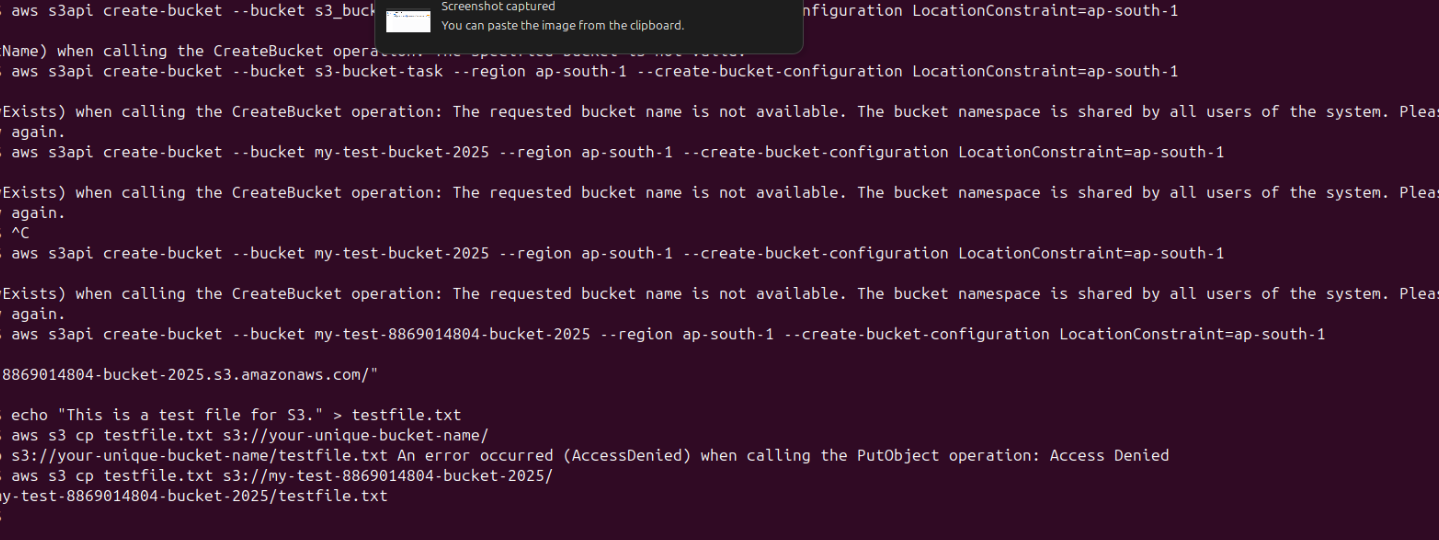 aws s3api create-bucket --bucket s3_buck
Screenshot captured
You can paste the image from the clipboard.
nfiguration LocationConstraint=ap-south-1
tName) when calling the CreateBucket operation: The specified bucket is not valid.
$ aws s3api create-bucket --bucket s3-bucket-task --region ap-south-1 --create-bucket-configuration LocationConstraint=ap-south-1
yExists) when calling the CreateBucket operation: The requested bucket name is not available. The bucket namespace is shared by all users of the system. Pleas
again.
$ aws s3api create-bucket --bucket my-test-bucket-2025 --region ap-south-1 --create-bucket-configuration LocationConstraint=ap-south-1
yExists) when calling the CreateBucket operation: The requested bucket name is not available. The bucket namespace is shared by all users of the system. Pleas
again.
$ ^C
$ aws s3api create-bucket --bucket my-test-bucket-2025 --region ap-south-1 --create-bucket-configuration LocationConstraint=ap-south-1
yExists) when calling the CreateBucket operation: The requested bucket name is not available. The bucket namespace is shared by all users of the system. Pleas
again.
$ aws s3api create-bucket --bucket my-test-8869014804-bucket-2025 --region ap-south-1 --create-bucket-configuration LocationConstraint=ap-south-1
8869014804-bucket-2025.s3.amazonaws.com/"
$ echo "This is a test file for S3." > testfile.txt
$ aws s3 cp testfile.txt s3://your-unique-bucket-name/
o s3://your-unique-bucket-name/testfile.txt An error occurred (AccessDenied) when calling the PutObject operation: Access Denied
$ aws s3 cp testfile.txt s3://my-test-8869014804-bucket-2025/
my-test-8869014804-bucket-2025/testfile.txt
$